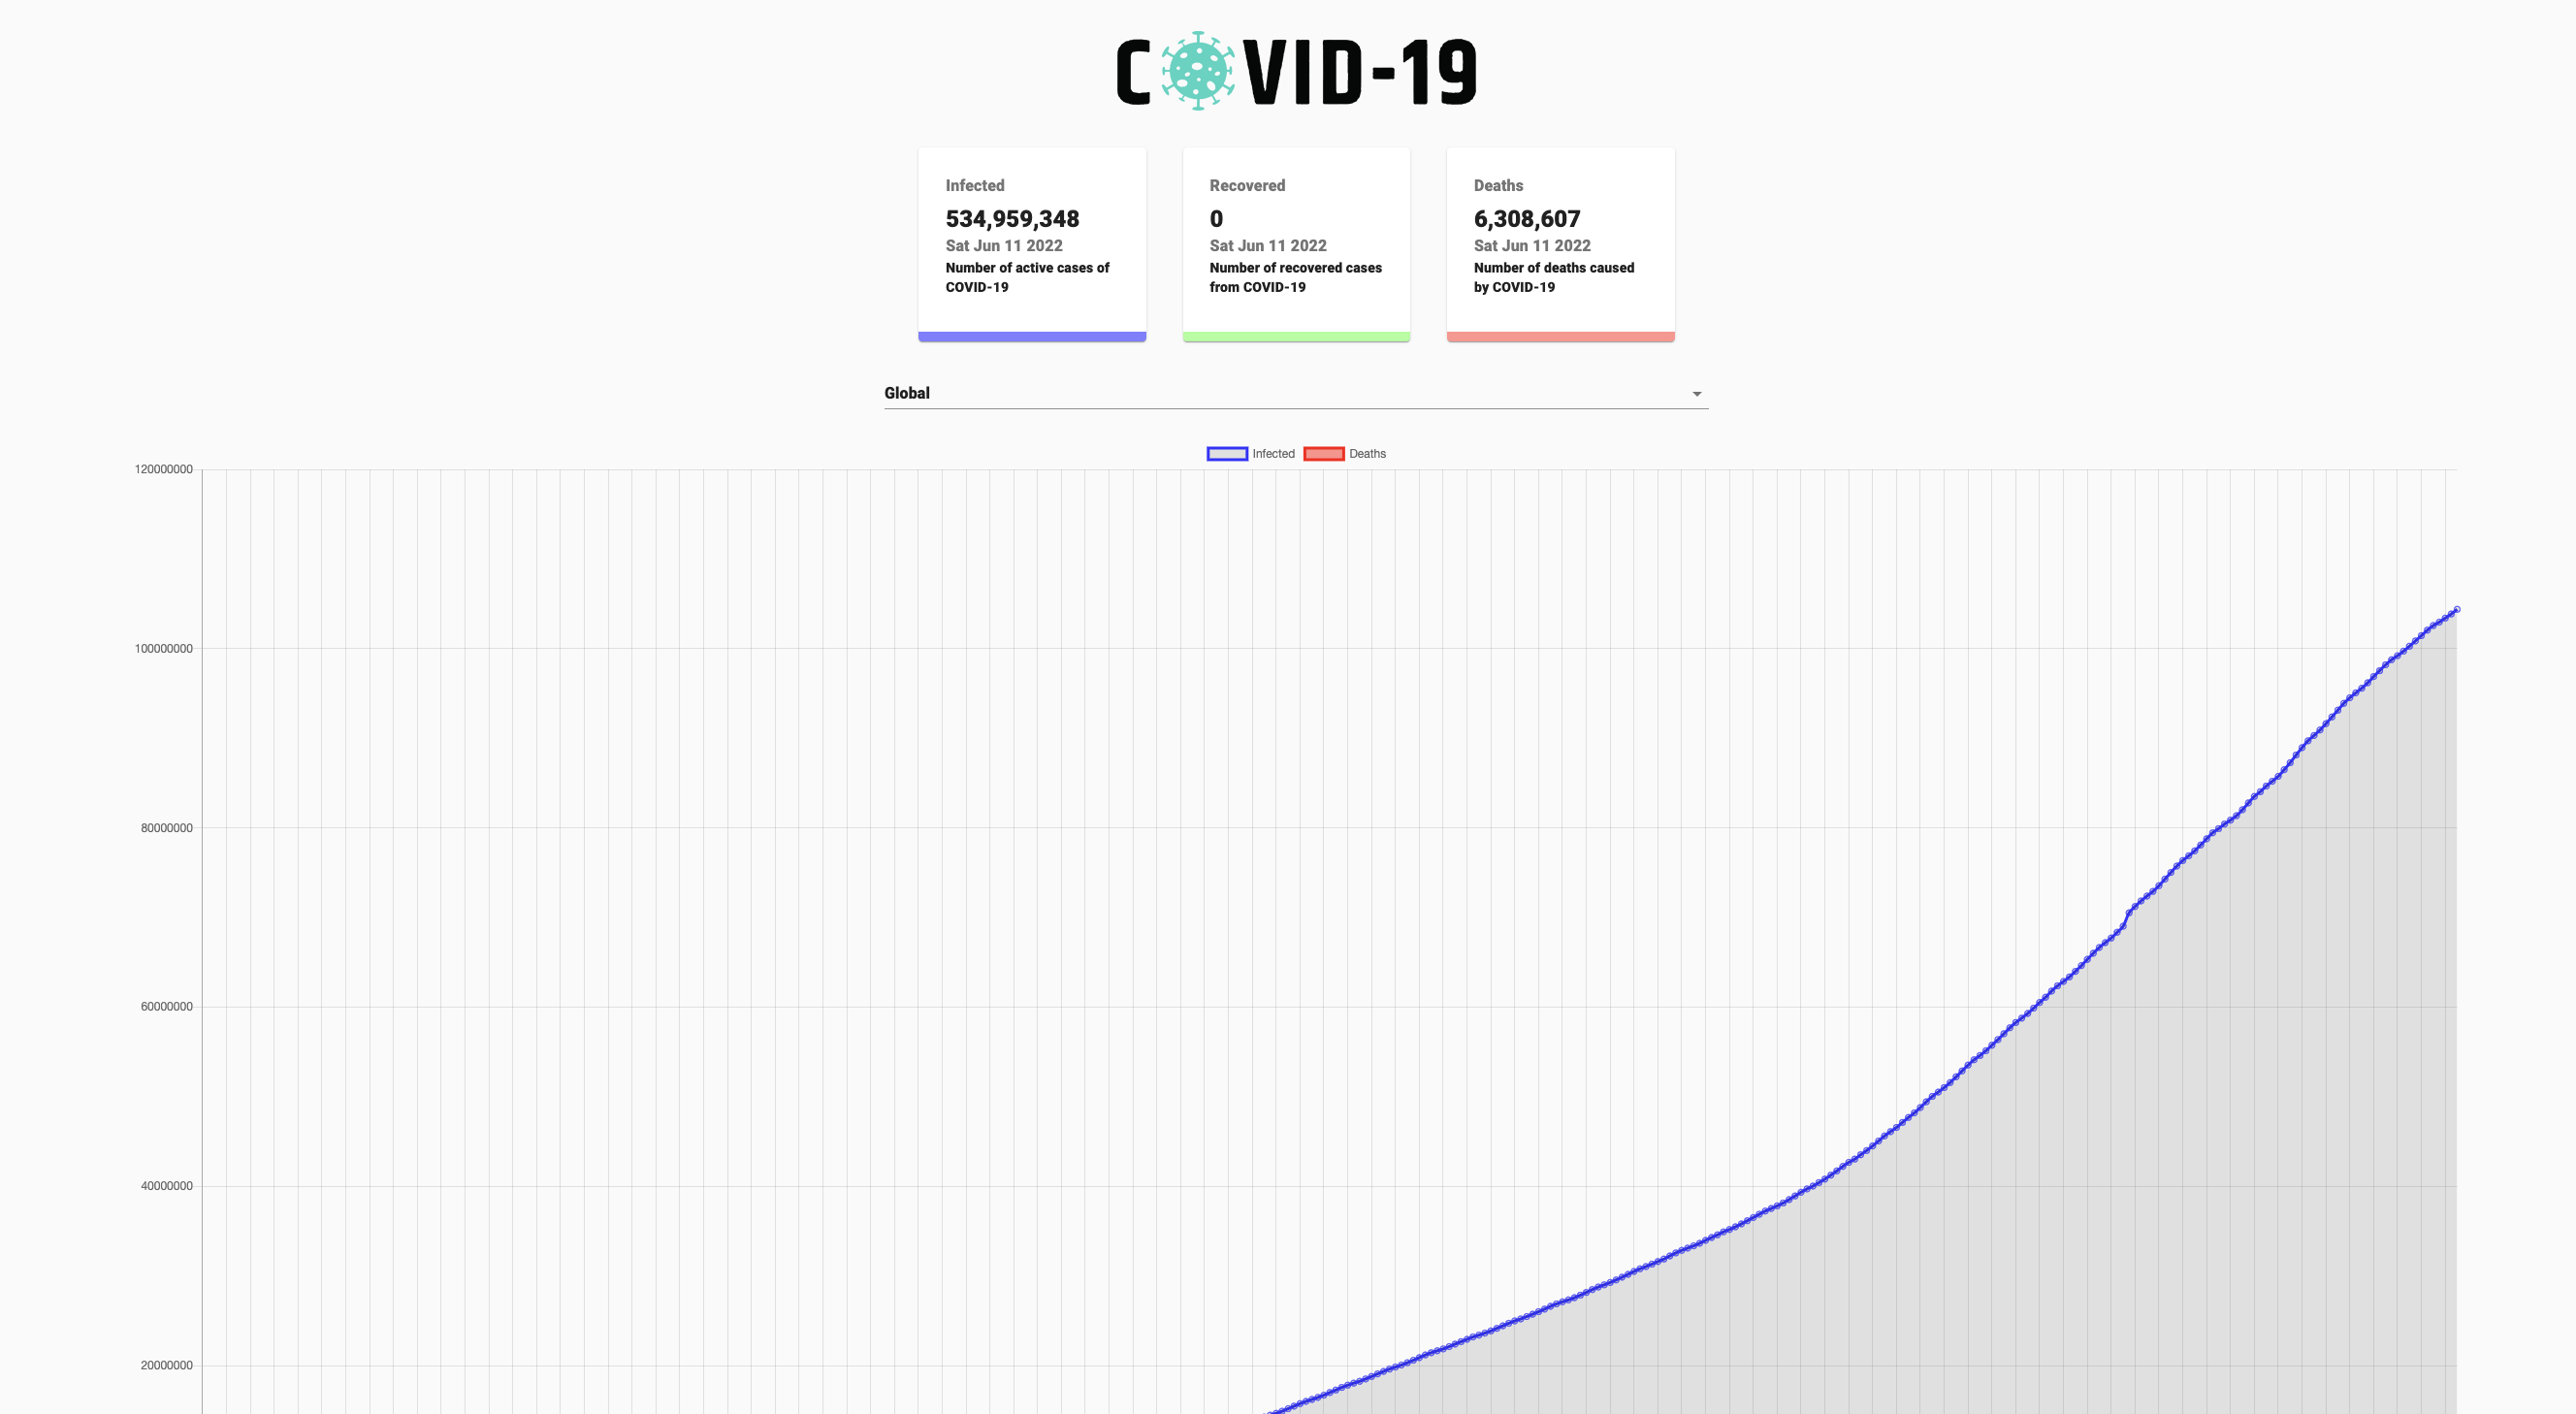 COVID-19
Infected
534,959,348
Sat Jun 11 2022
Number of active cases of
COVID-19
Recovered
0
Sat Jun 11 2022
Number of recovered cases
from COVID-19
Deaths
6,308,607
Sat Jun 11 2022
Number of deaths caused
by COVID-19
Global
Infected
Deaths
120000000
100000000
80000000
60000000
40000000
20000000